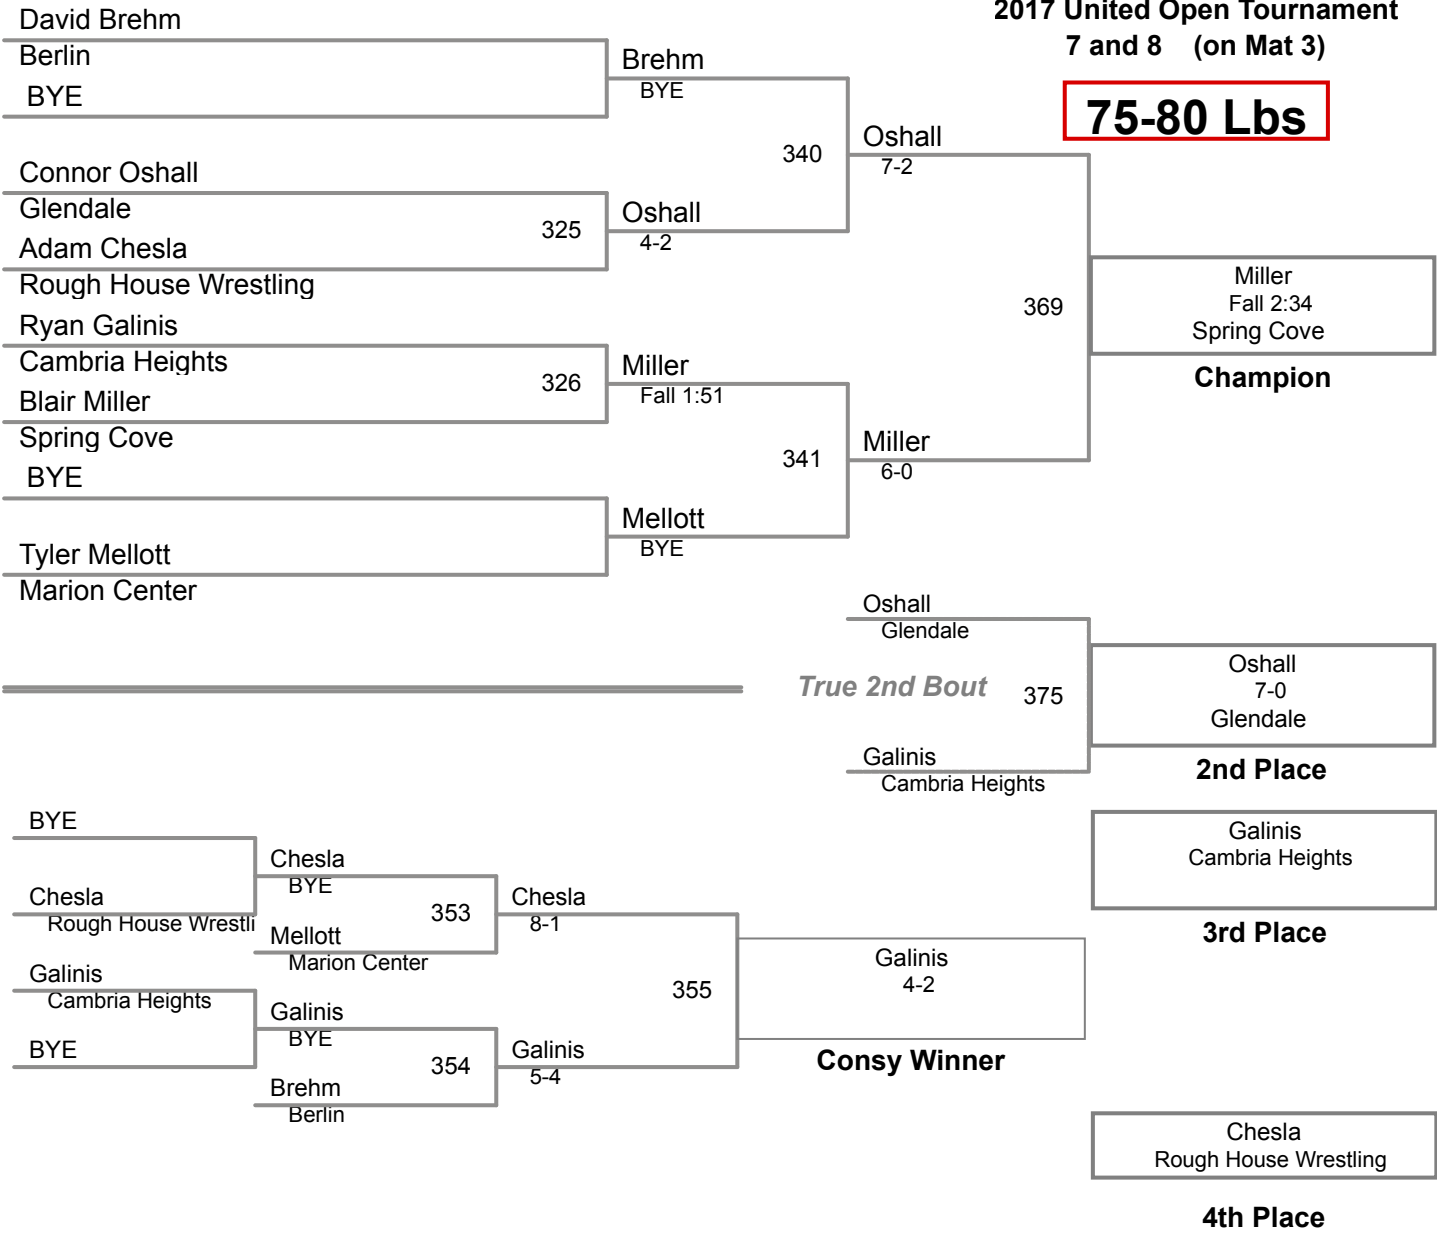 2017 United Open Tournament
7 and 8 (on Mat 3)
75-80 Lbs
David Brehm
Berlin
BYE
Connor Oshall
Glendale
Adam Chesla
Rough House Wrestling
Ryan Galinis
Cambria Heights
Blair Miller
Spring Cove
BYE
Tyler Mellott
Marion Center
325
326
Brehm
BYE
Oshall
4-2
Miller
Fall 1:51
Mellott
BYE
340
341
Oshall
7-2
Miller
6-0
369
Miller
Fall 2:34
Spring Cove
Champion
Oshall
Glendale
True 2nd Bout
375
Galinis
Cambria Heights
Oshall
7-0
Glendale
2nd Place
BYE
Chesla
Rough House Wrestli
Galinis
Cambria Heights
BYE
Chesla
BYE
353
Mellott
Marion Center
Galinis
BYE
354
Brehm
Berlin
Chesla
8-1
Galinis
5-4
355
Galinis
4-2
Consy Winner
Galinis
Cambria Heights
3rd Place
Chesla
Rough House Wrestling
4th Place